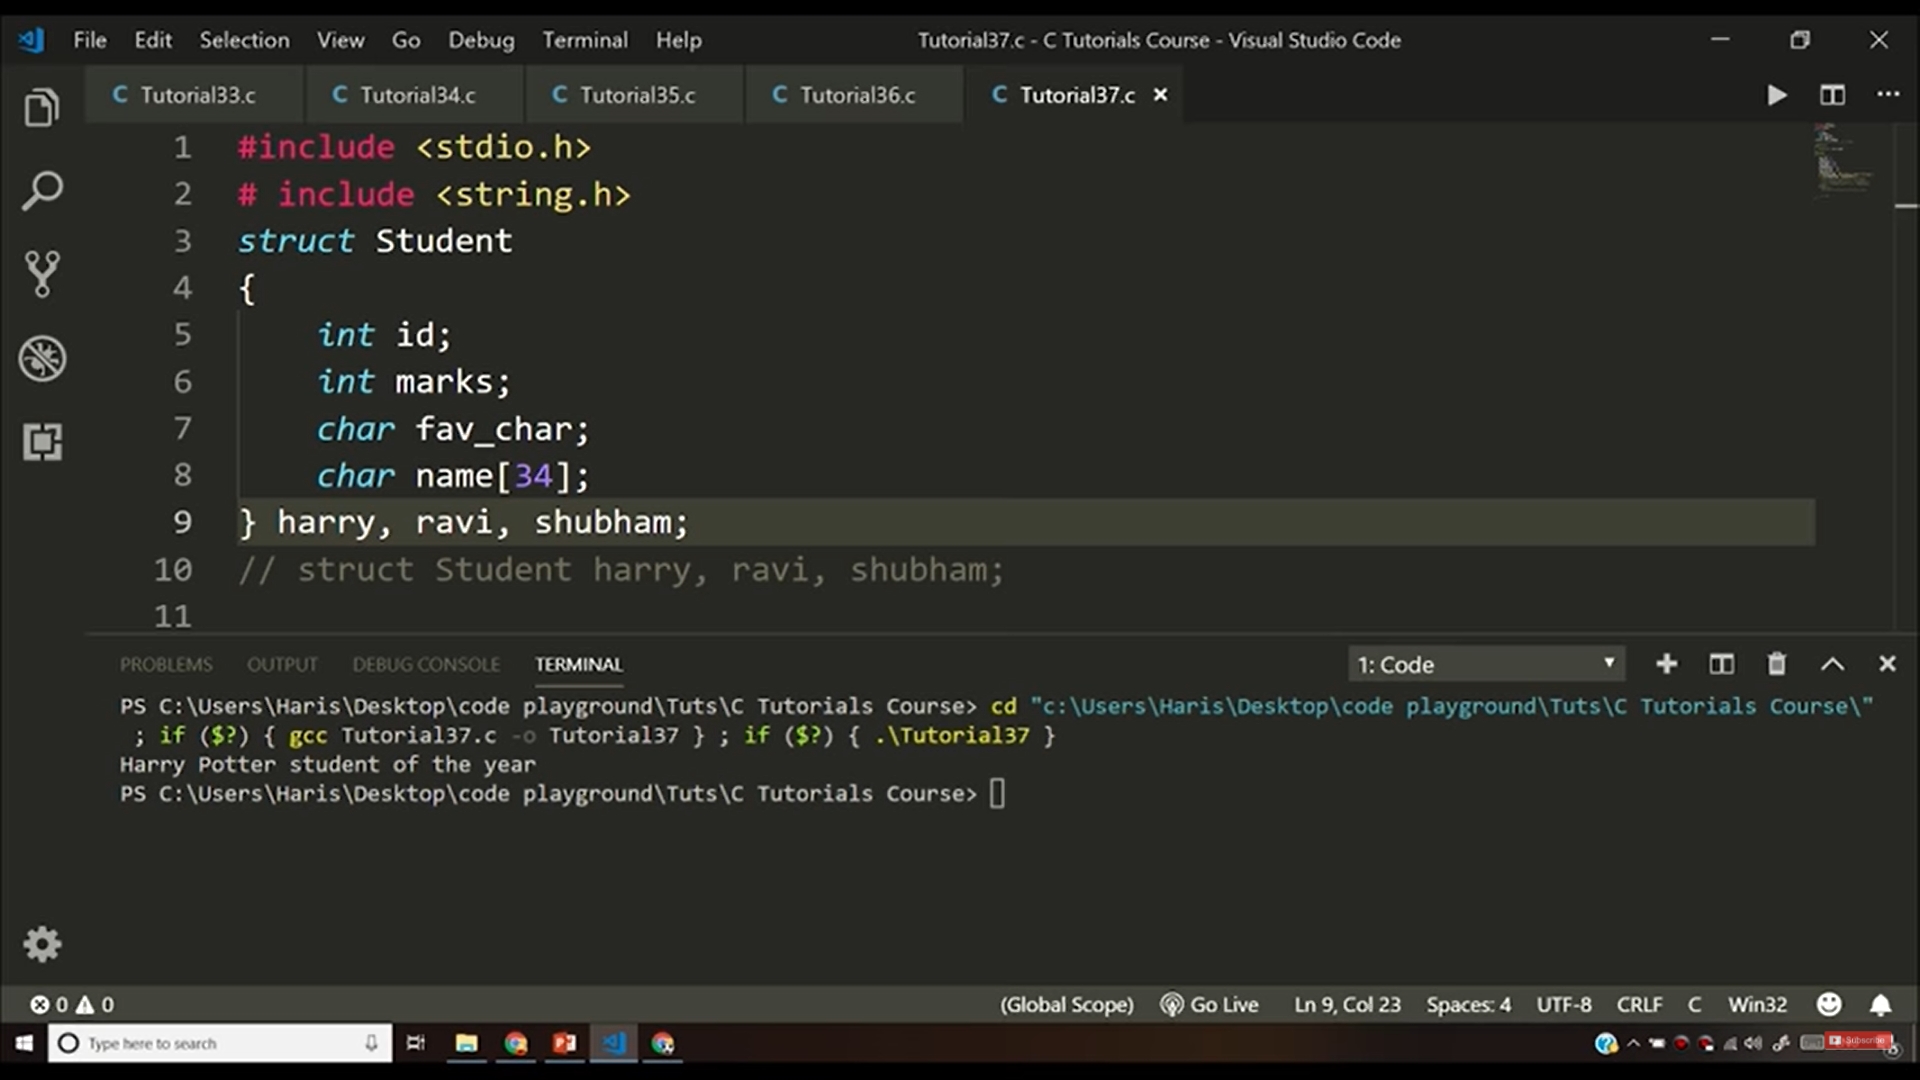 File Edit Selection View Go Debug Terminal Help Tutorial37.c - C Tutorials Course - Visual Studio Code
Tutorial33.c Tutorial34.c Tutorial35.c Tutorial36.c Tutorial37.c
1 #include <stdio.h>
2 # include <string.h>
3 struct Student
4 {
5 int id;
6 int marks;
7 char fav_char;
8 char name[34];
9 } harry, ravi, shubham;
10 // struct Student harry, ravi, shubham;
11
PROBLEMS OUTPUT DEBUG CONSOLE TERMINAL 1: Code
PS C:\Users\Haris\Desktop\code playground\Tuts\C Tutorials Course> cd "c:\Users\Haris\Desktop\code playground\Tuts\C Tutorials Course\"
; if ($?) { gcc Tutorial37.c -o Tutorial37 } ; if ($?) { .\Tutorial37 }
Harry Potter student of the year
PS C:\Users\Haris\Desktop\code playground\Tuts\C Tutorials Course>
0 0 (Global Scope) Go Live Ln 9, Col 23 Spaces: 4 UTF-8 CRLF C Win32
Type here to search Subscribe